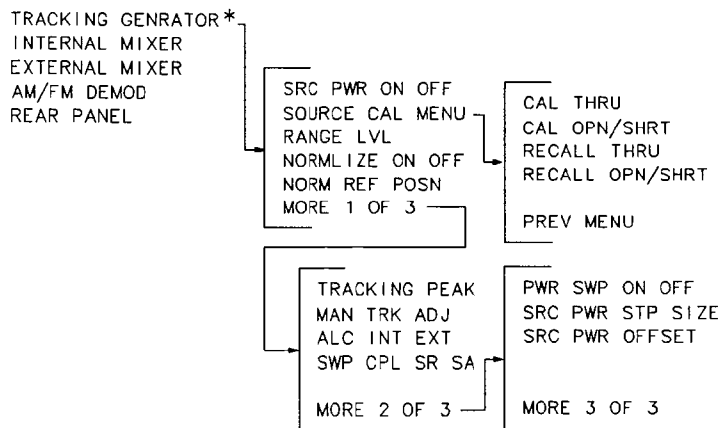 TRACKING GENRATOR*
INTERNAL MIXER
EXTERNAL MIXER
AM/FM DEMOD
REAR PANEL
SRC PWR ON OFF
SOURCE CAL MENU
RANGE LVL
NORMLIZE ON OFF
NORM REF POSN
MORE 1 OF 3
CAL THRU
CAL OPN/SHRT
RECALL THRU
RECALL OPN/SHRT
PREV MENU
TRACKING PEAK
MAN TRK ADJ
ALC INT EXT
SWP CPL SR SA
MORE 2 OF 3
PWR SWP ON OFF
SRC PWR STP SIZE
SRC PWR OFFSET
MORE 3 OF 3